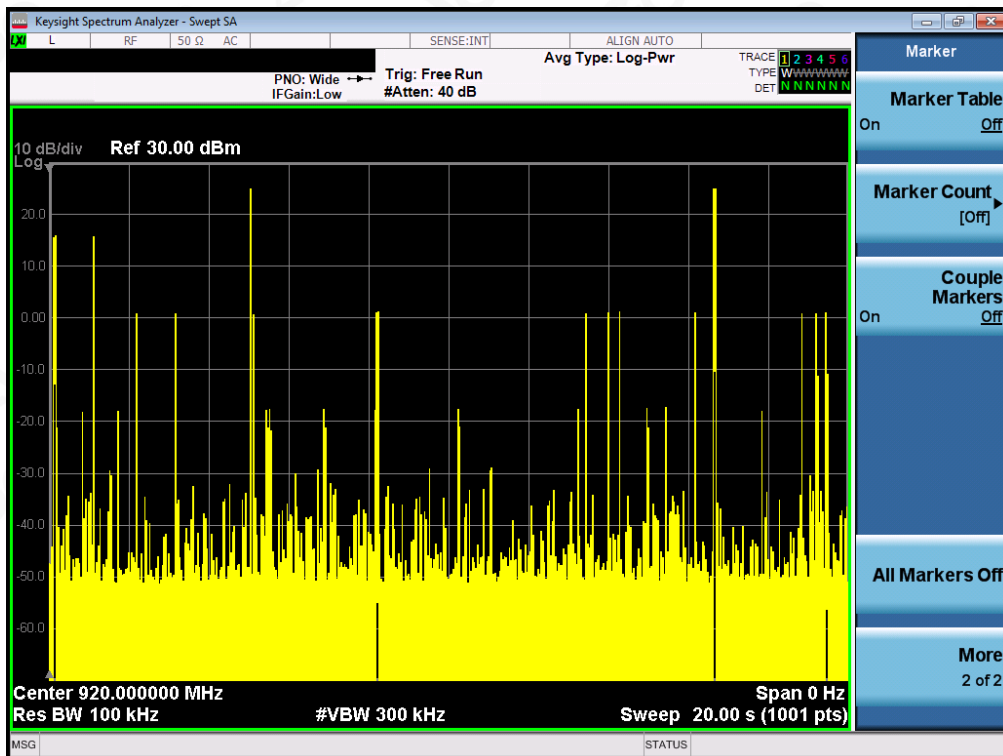 Keysight Spectrum Analyzer - Swept SA
LXI L RF 50 Ω AC SENSE:INT ALIGN AUTO
Marker
Avg Type: Log-Pwr
TRACE 1 2 3 4 5 6
PNO: Wide Trig: Free Run
TYPE W
IFGain:Low #Atten: 40 dB
DET N N N N N N
Marker Table
On Off
10 dB/div Ref 30.00 dBm
Log
Marker Count
[Off]
20.0
10.0
Couple
Markers
On Off
0.00
-10.0
-20.0
-30.0
-40.0
-50.0
All Markers Off
-60.0
More
2 of 2
Center 920.000000 MHz Span 0 Hz
Res BW 100 kHz #VBW 300 kHz Sweep 20.00 s (1001 pts)
MSG STATUS